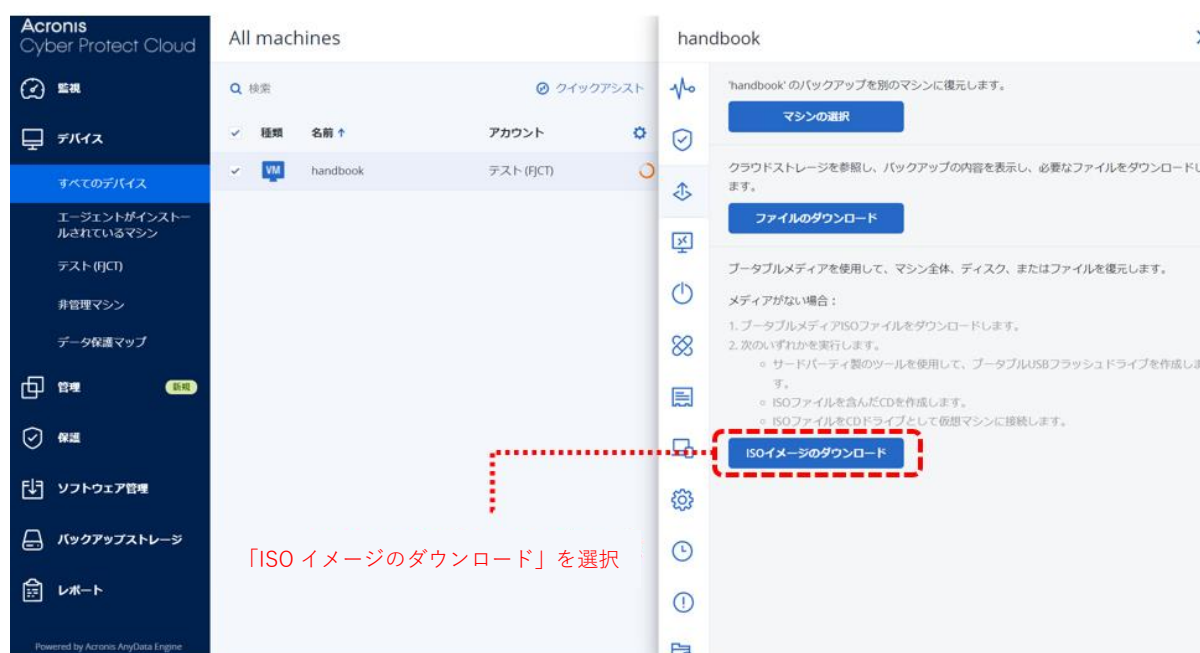 Acronis
Cyber Protect Cloud
監視
デバイス
すべてのデバイス
エージェントがインストー
ルされているマシン
テスト (FJCT)
非管理マシン
データ保護マップ
管理
新規
保護
ソフトウェア管理
バックアップストレージ
レポート
Powered by Acronis AnyData Engine
All machines
検索
クイックアシスト
種類
名前
アカウント
VM
handbook
テスト (FJCT)
「ISO イメージのダウンロード」を選択
handbook
'handbook' のバックアップを別のマシンに復元します。
マシンの選択
クラウドストレージを参照し、バックアップの内容を表示し、必要なファイルをダウンロードし
ます。
ファイルのダウンロード
ブータブルメディアを使用して、マシン全体、ディスク、またはファイルを復元します。
メディアがない場合：
1. ブータブルメディアISOファイルをダウンロードします。
2. 次のいずれかを実行します。
サードパーティ製のツールを使用して、ブータブルUSBフラッシュドライブを作成しま
す。
ISOファイルを含んだCDを作成します。
ISOファイルをCDドライブとして仮想マシンに接続します。
ISOイメージのダウンロード